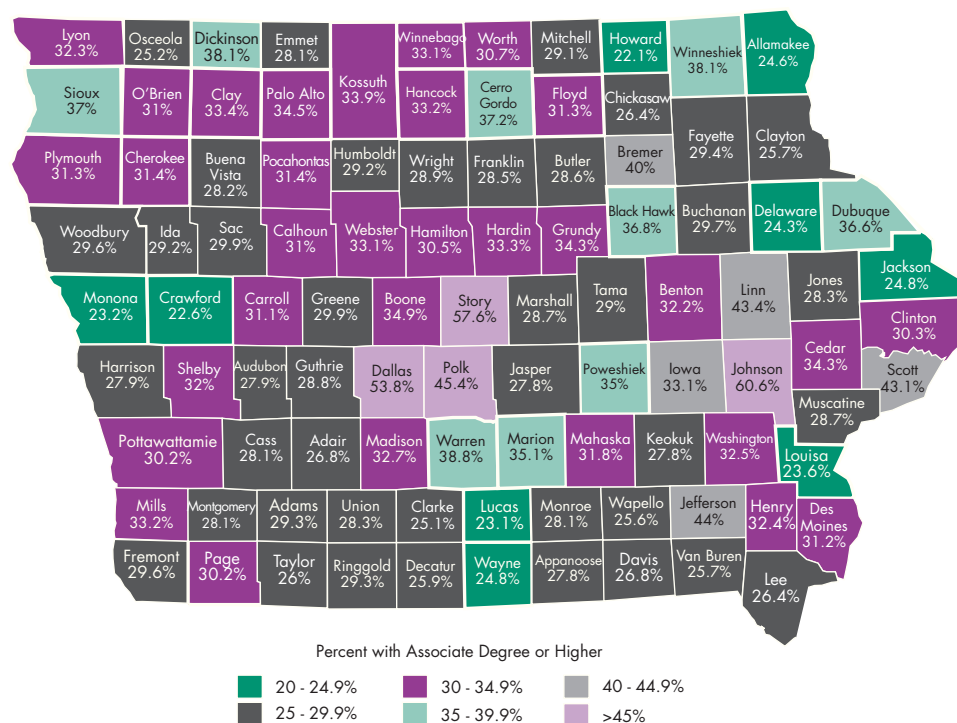 Lyon
32.3%
Osceola
25.2%
Dickinson
38.1%
Emmet
28.1%
Kossuth
33.9%
Winnebago
33.1%
Worth
30.7%
Mitchell
29.1%
Howard
22.1%
Winneshiek
38.1%
Allamakee
24.6%
Sioux
37%
O'Brien
31%
Clay
33.4%
Palo Alto
34.5%
Hancock
33.2%
Cerro
Gordo
37.2%
Floyd
31.3%
Chickasaw
26.4%
Fayette
29.4%
Clayton
25.7%
Plymouth
31.3%
Cherokee
31.4%
Buena
Vista
28.2%
Pocahontas
31.4%
Humboldt
29.2%
Wright
28.9%
Franklin
28.5%
Butler
28.6%
Bremer
40%
Woodbury
29.6%
Ida
29.2%
Sac
29.9%
Calhoun
31%
Webster
33.1%
Hamilton
30.5%
Hardin
33.3%
Grundy
34.3%
Black Hawk
36.8%
Buchanan
29.7%
Delaware
24.3%
Dubuque
36.6%
Monona
23.2%
Crawford
22.6%
Carroll
31.1%
Greene
29.9%
Boone
34.9%
Story
57.6%
Marshall
28.7%
Tama
29%
Benton
32.2%
Linn
43.4%
Jones
28.3%
Jackson
24.8%
Clinton
30.3%
Harrison
27.9%
Shelby
32%
Audubon
27.9%
Guthrie
28.8%
Dallas
53.8%
Polk
45.4%
Jasper
27.8%
Poweshiek
35%
Iowa
33.1%
Johnson
60.6%
Cedar
34.3%
Scott
43.1%
Muscatine
28.7%
Pottawattamie
30.2%
Cass
28.1%
Adair
26.8%
Madison
32.7%
Warren
38.8%
Marion
35.1%
Mahaska
31.8%
Keokuk
27.8%
Washington
32.5%
Louisa
23.6%
Mills
33.2%
Montgomery
28.1%
Adams
29.3%
Union
28.3%
Clarke
25.1%
Lucas
23.1%
Monroe
28.1%
Wapello
25.6%
Jefferson
44%
Henry
32.4%
Des
Moines
31.2%
Fremont
29.6%
Page
30.2%
Taylor
26%
Ringgold
29.3%
Decatur
25.9%
Wayne
24.8%
Appanoose
27.8%
Davis
26.8%
Van Buren
25.7%
Lee
26.4%
Percent with Associate Degree or Higher
20 - 24.9%
30 - 34.9%
40 - 44.9%
25 - 29.9%
35 - 39.9%
>45%